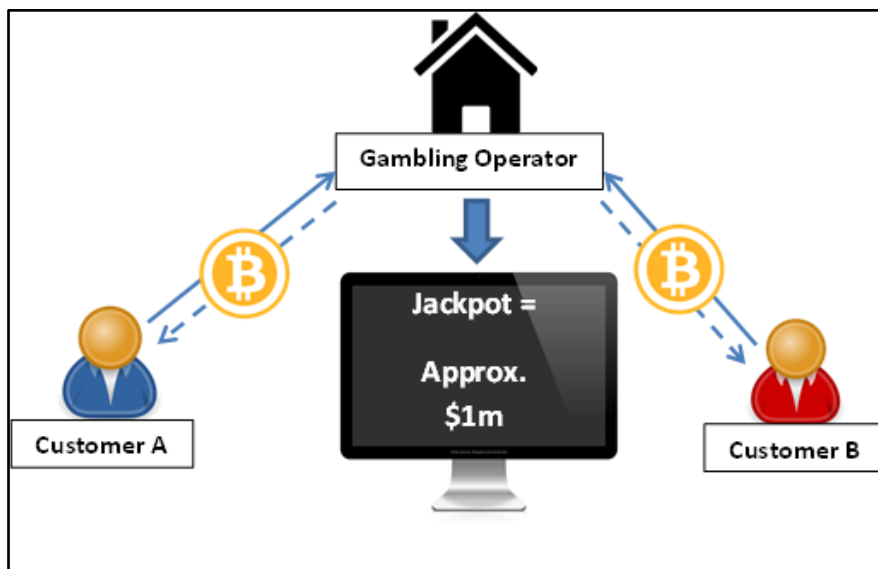 Gambling Operator
Jackpot =
Approx.
$1m
Customer A
Customer B